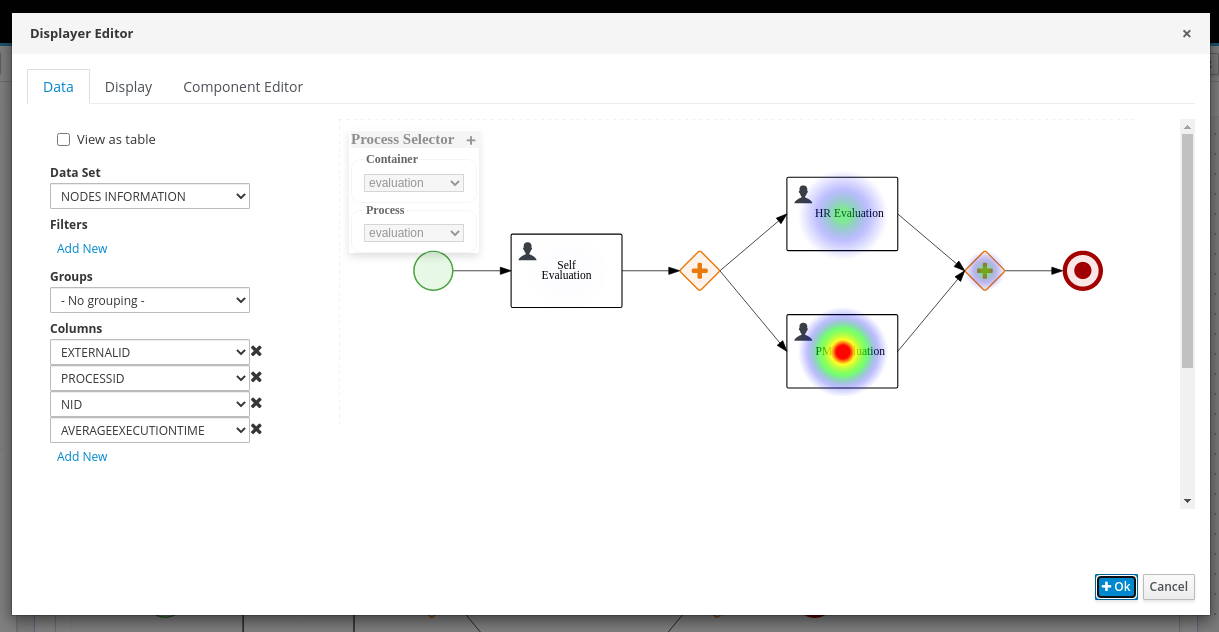 Displayer Editor
×
Data
Display
Component Editor
View as table
Data Set
NODES INFORMATION
Filters
Add New
Groups
- No grouping -
Columns
EXTERNALID
PROCESSID
NID
AVERAGEEXECUTIONTIME
Add New
Process Selector +
Container
evaluation
Process
evaluation
Self
Evaluation
HR Evaluation
PM Evaluation
Ok
Cancel